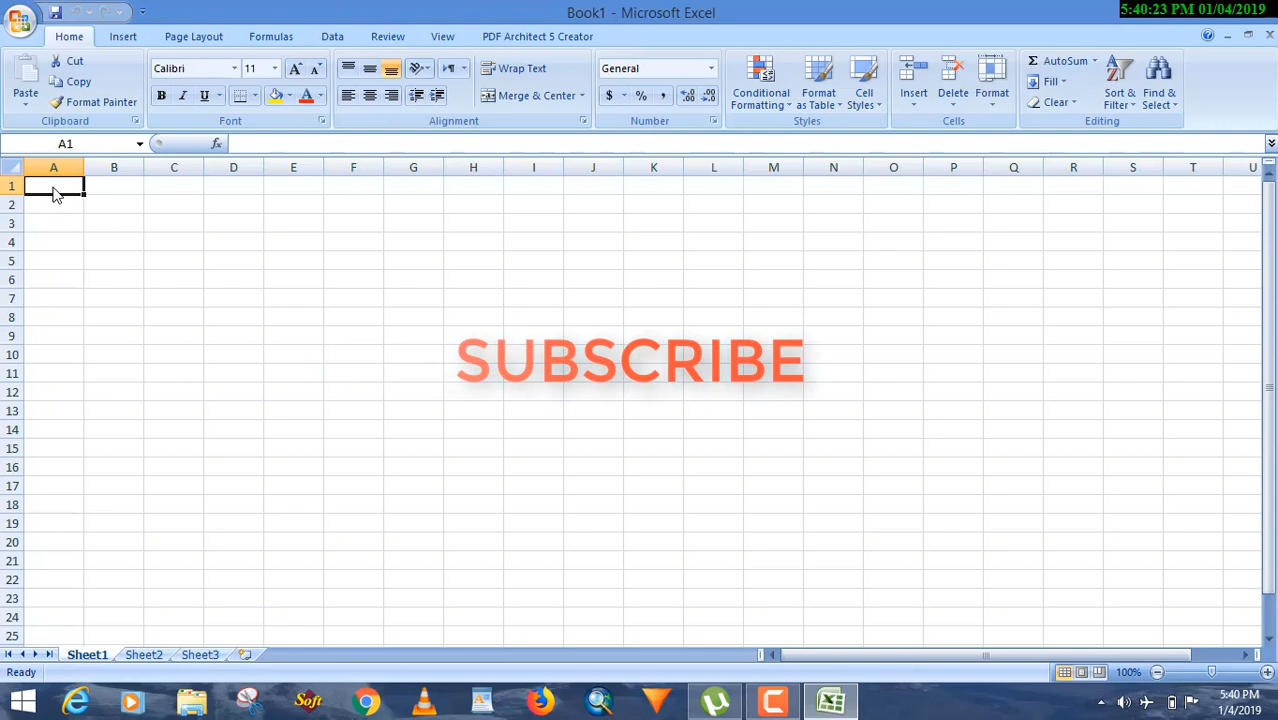 Book1 - Microsoft Excel
5:40:23 PM 01/04/2019
Home Insert Page Layout Formulas Data Review View PDF Architect 5 Creator
Paste
Cut
Copy
Format Painter
Clipboard
Calibri 11
B I U
Font
Wrap Text
Merge & Center
Alignment
General
$ % ,
Number
Conditional Formatting
Format as Table
Cell Styles
Styles
Insert Delete Format
Cells
Σ AutoSum
Fill
Clear
Sort & Filter
Find & Select
Editing
A1 fx
A B C D E F G H I J K L M N O P Q R S T U
1
2
3
4
5
6
7
8
9
10
11
12
13
14
15
16
17
18
19
20
21
22
23
24
25
SUBSCRIBE
Sheet1 Sheet2 Sheet3
Ready
100%
Soft
5:40 PM
1/4/2019